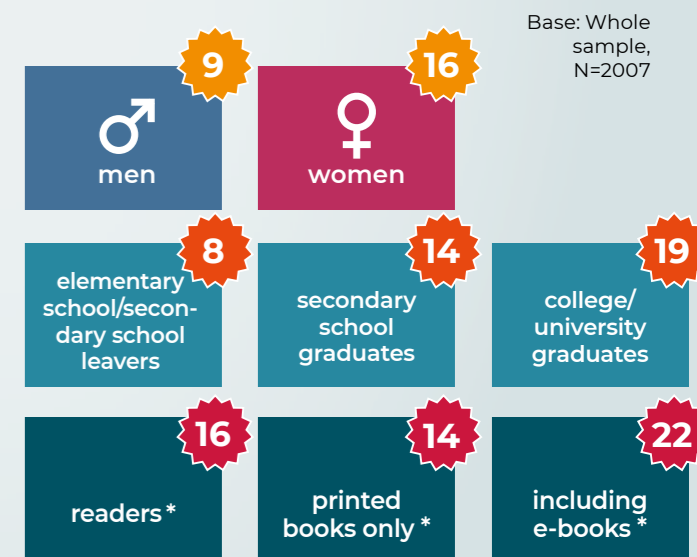 Base: Whole
sample,
N=2007
9
men
16
women
8
elementary
school/secon-
dary school
leavers
14
secondary
school
graduates
19
college/
university
graduates
16
readers *
14
printed
books only *
22
including
e-books *